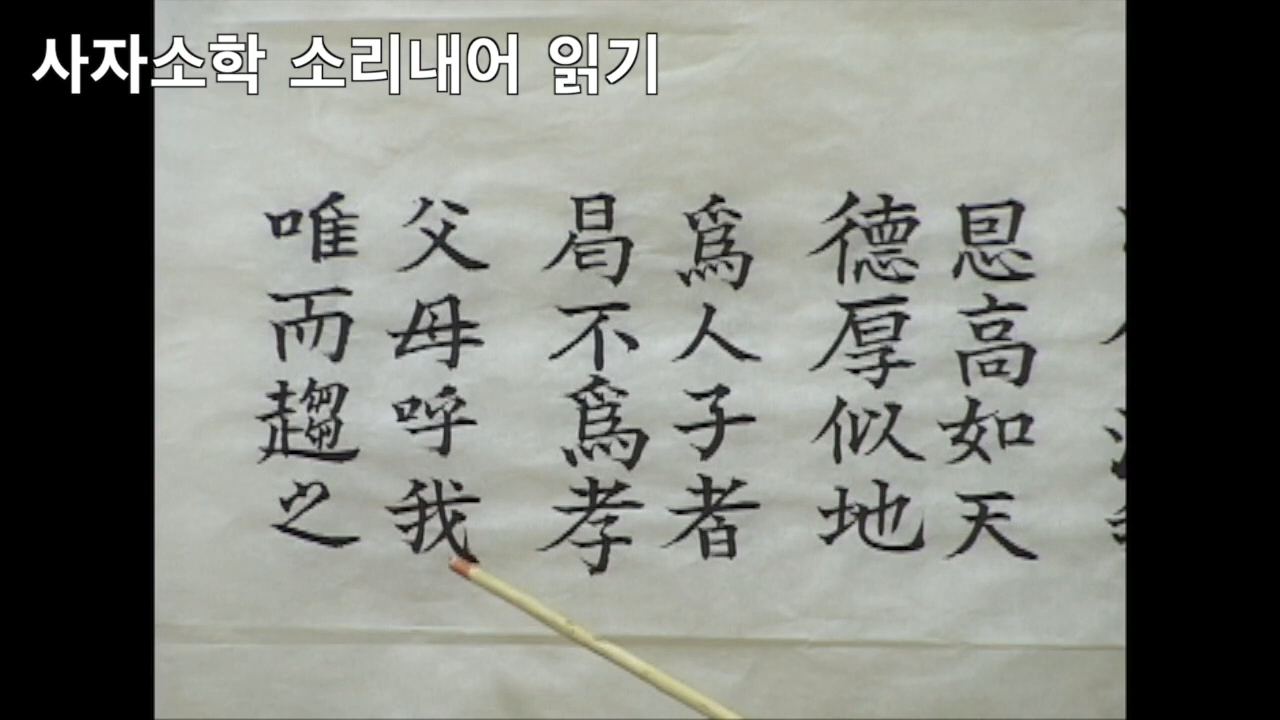 사자소학 소리내어 읽기
恩高如天
德厚似地
爲人子者
曷不爲孝
父母呼我
唯而趨之